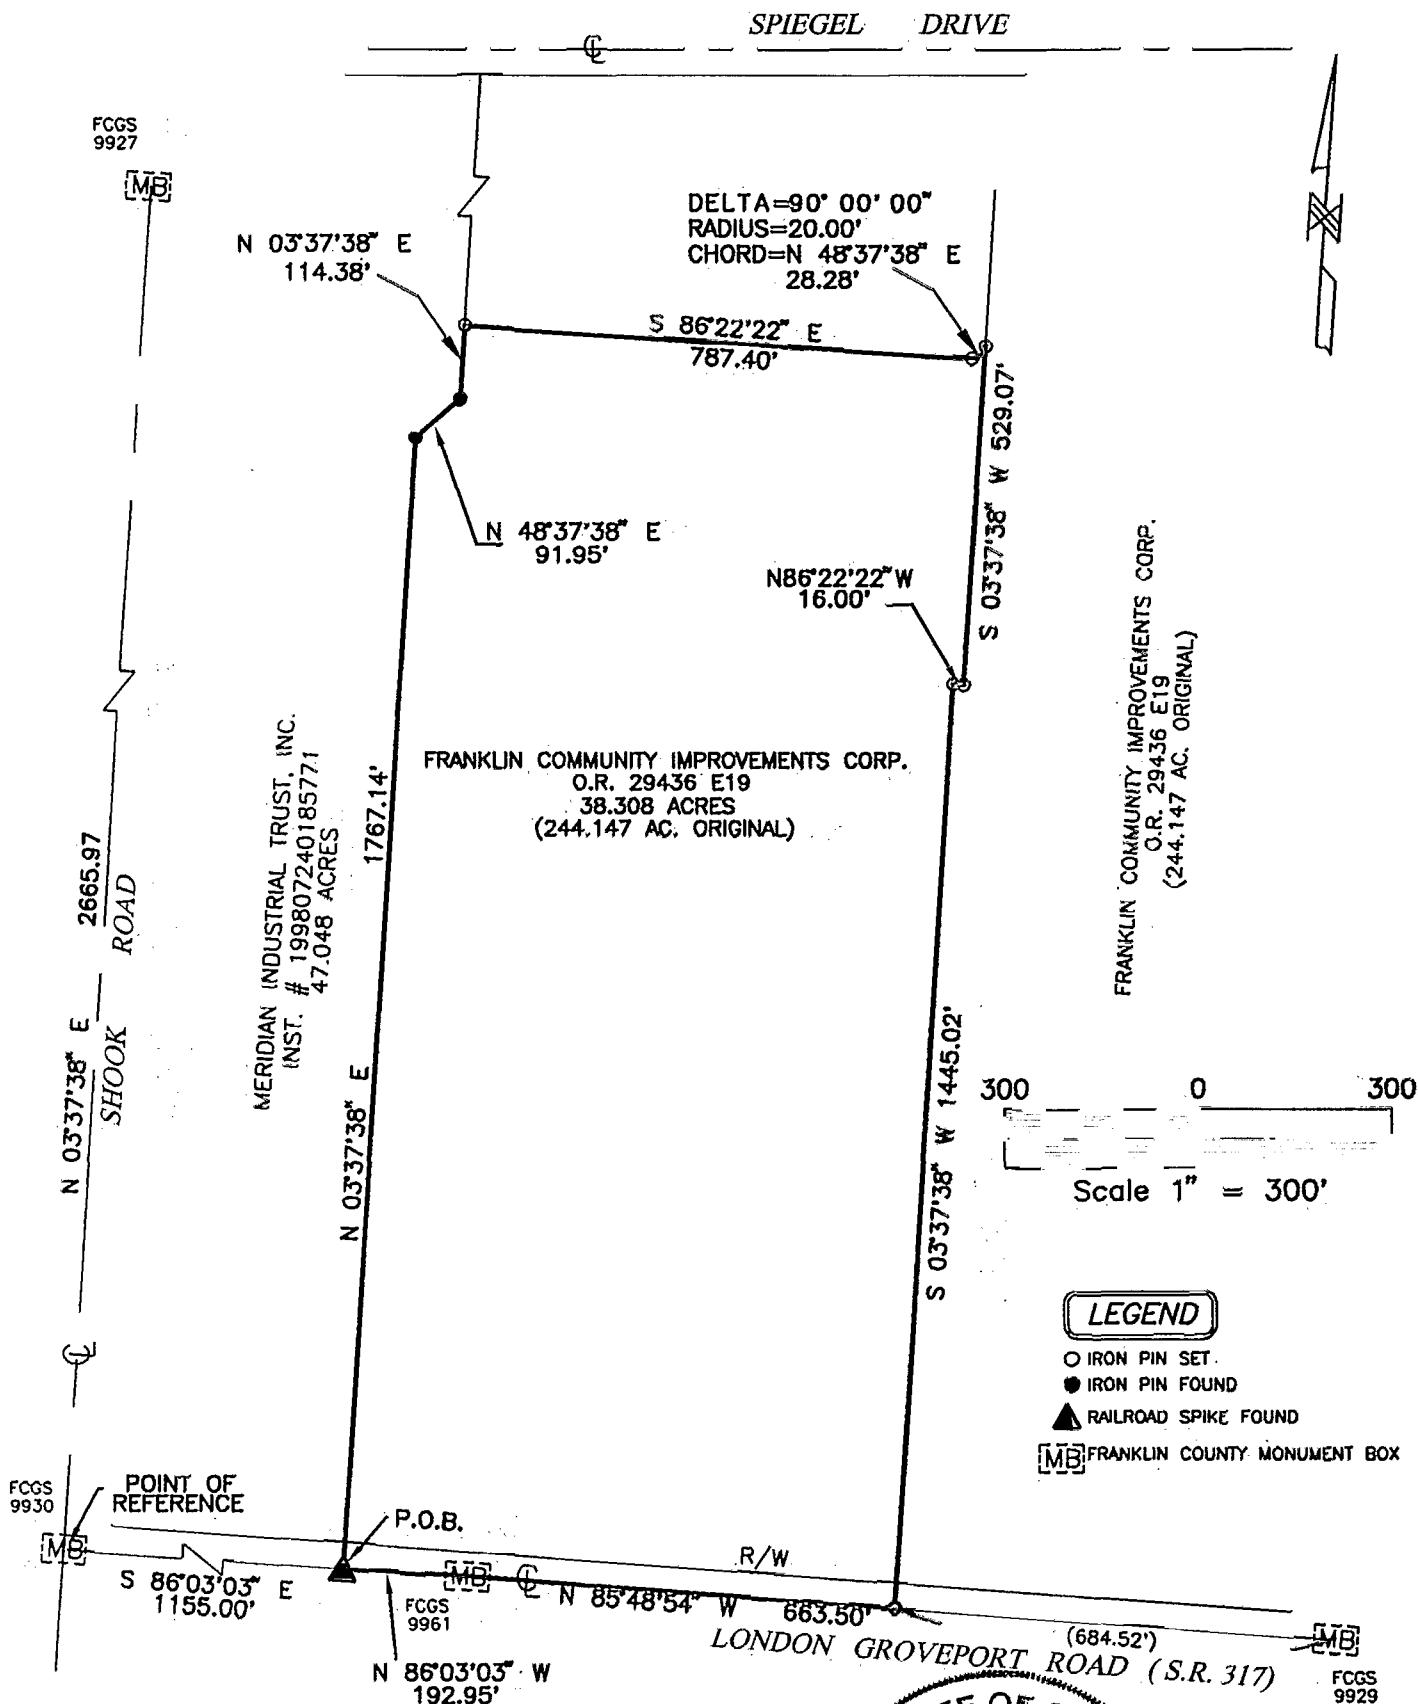 SPIEGEL DRIVE
FCGS
9927
MB
DELTA=90° 00' 00"
RADIUS=20.00'
CHORD=N 48°37'38" E
28.28'
N 03°37'38" E
114.38'
S 86°22'22" E
787.40'
S 03°37'38" W 529.07'
N 48°37'38" E
91.95'
N86°22'22"W
16.00'
FRANKLIN COMMUNITY IMPROVEMENTS CORP.
O.R. 29436 E19
(244.147 AC. ORIGINAL)
FRANKLIN COMMUNITY IMPROVEMENTS CORP.
O.R. 29436 E19
38.308 ACRES
(244.147 AC. ORIGINAL)
MERIDIAN INDUSTRIAL TRUST, INC.
INST. # 199807240185771
47.048 ACRES
N 03°37'38" E 1767.14'
N 03°37'38" E 2665.97
SHOOK ROAD
S 03°37'38" W 1445.02'
300 0 300
Scale 1" = 300'
LEGEND
IRON PIN SET
IRON PIN FOUND
RAILROAD SPIKE FOUND
MB FRANKLIN COUNTY MONUMENT BOX
FCGS
9930
POINT OF
REFERENCE
MB
P.O.B.
S 86°03'03" E
1155.00'
R/W
MB
FCGS
9961
N 85°48'54" W 663.50'
N 86°03'03" W
192.95'
(684.52')
MB
LONDON GROVEPORT ROAD (S.R. 317)
FCGS
9929
OF